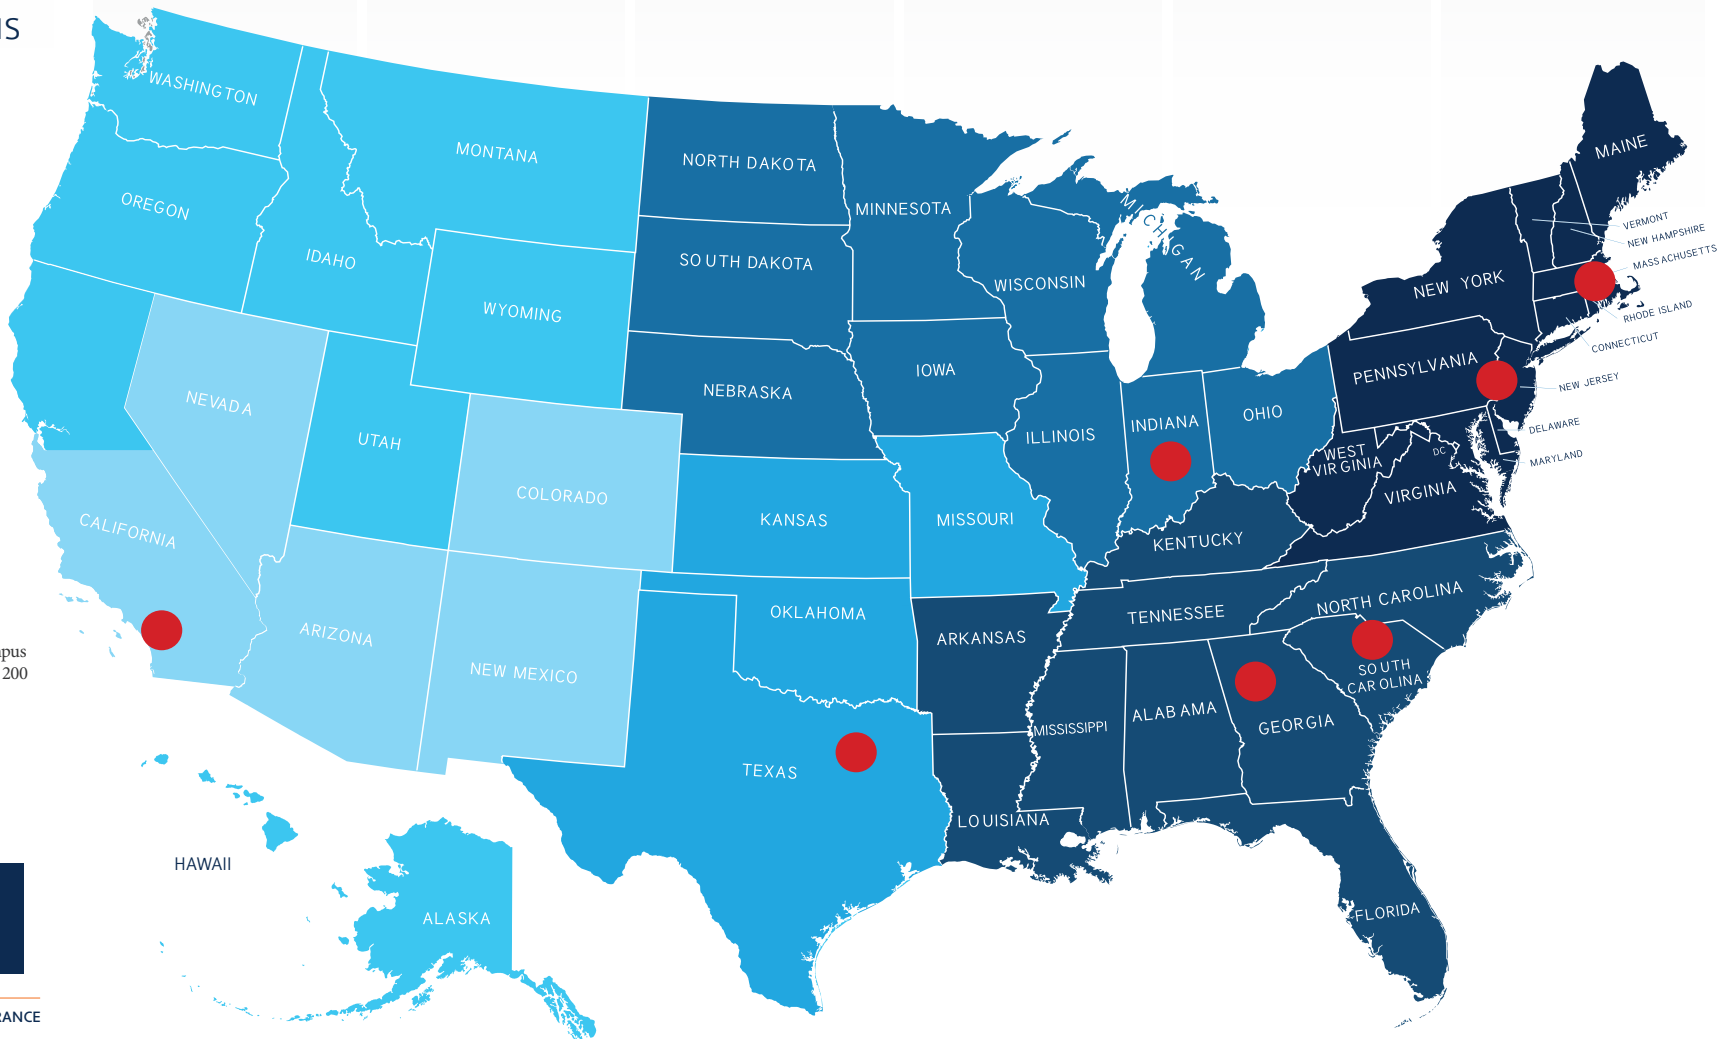 WASHINGTON
MONTANA
MAINE
NORTH DAKOTA
OREGON
MINNESOTA
MICHIGAN
VERMONT
NEW HAMPSHIRE
IDAHO
SOUTH DAKOTA
MASSACHUSETTS
WISCONSIN
NEW YORK
WYOMING
RHODE ISLAND
CONNECTICUT
IOWA
PENNSYLVANIA
NEVADA
NEBRASKA
NEW JERSEY
UTAH
ILLINOIS
INDIANA
OHIO
DELAWARE
WEST
VIRGINIA
DC
MARYLAND
COLORADO
VIRGINIA
CALIFORNIA
KANSAS
MISSOURI
KENTUCKY
ARIZONA
OKLAHOMA
TENNESSEE
NORTH CAROLINA
ARKANSAS
200
NEW MEXICO
SOUTH
CAROLINA
MISSISSIPPI
ALABAMA
GEORGIA
TEXAS
LOUISIANA
HAWAII
ALASKA
FLORIDA